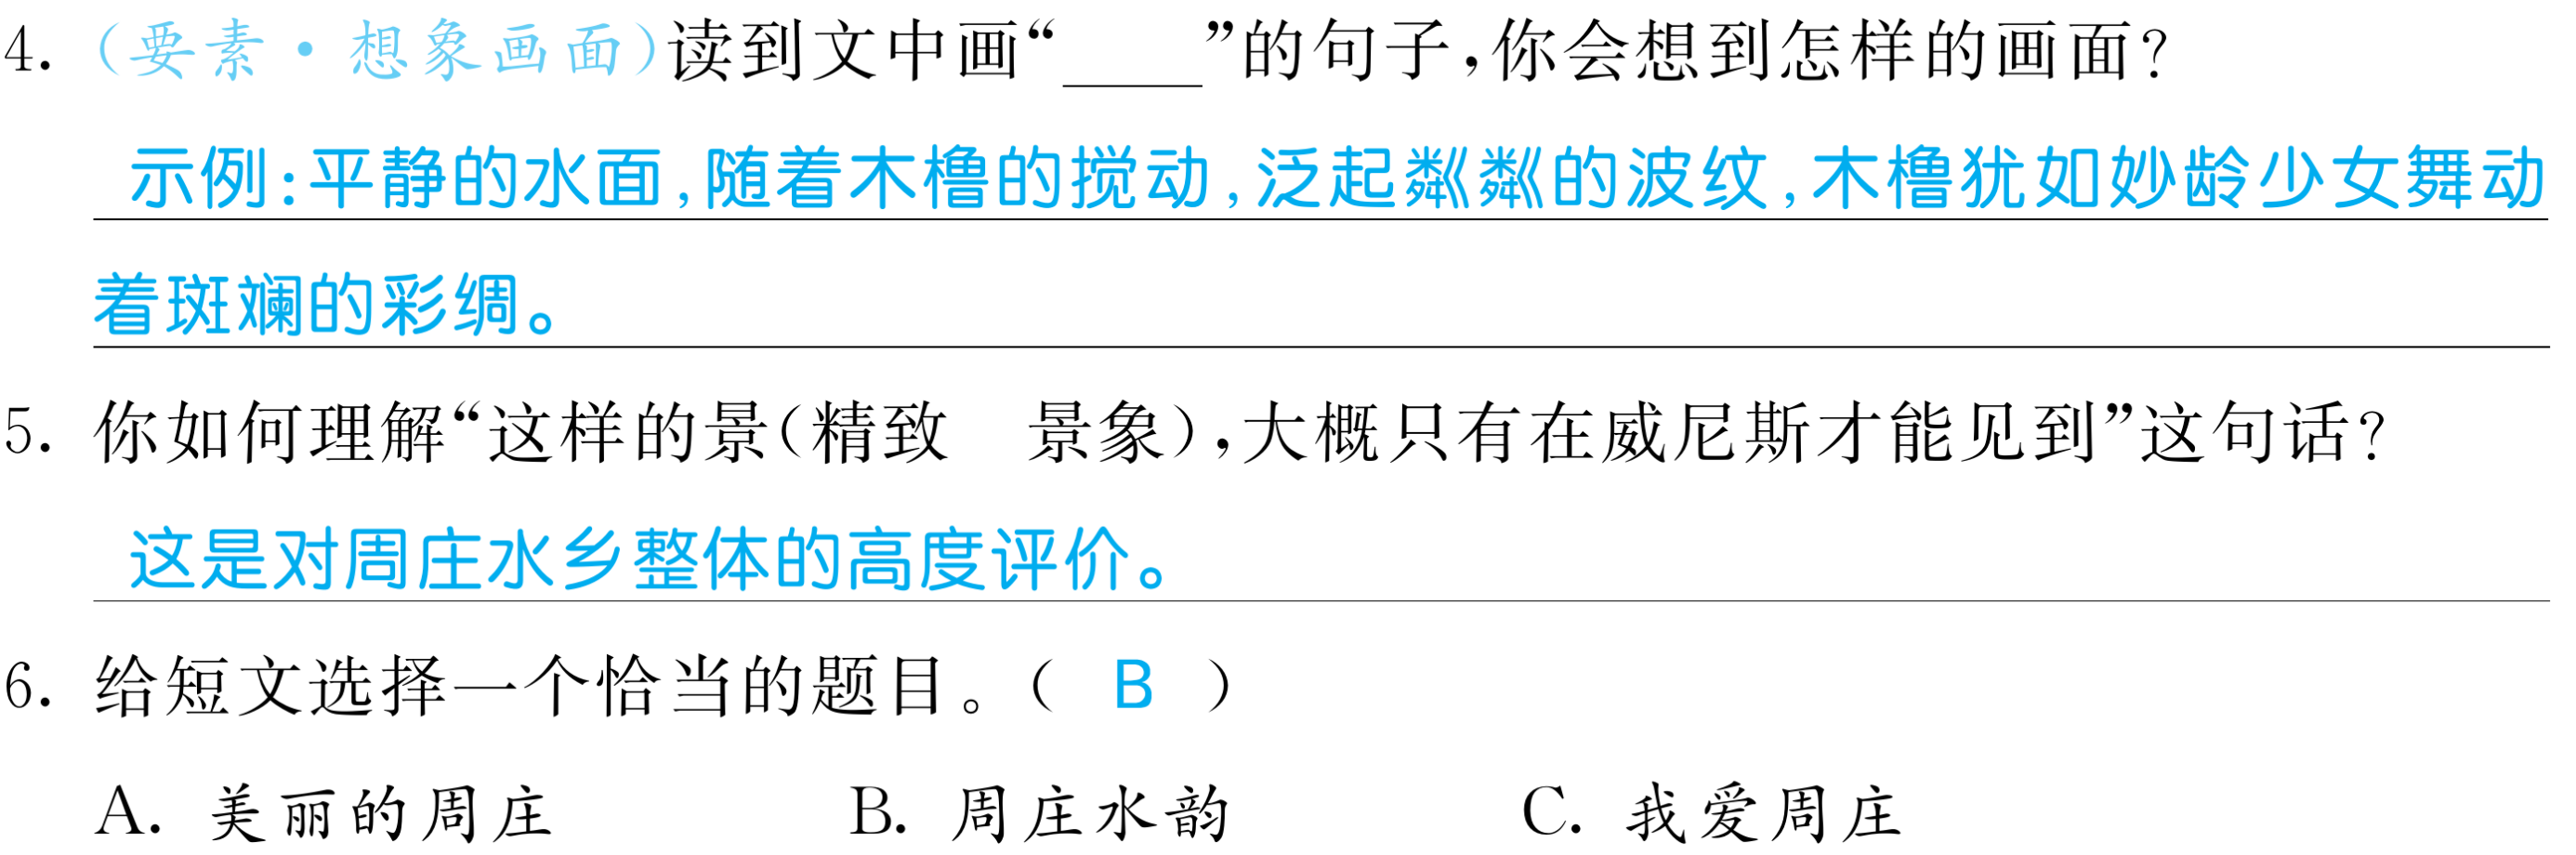 4.（要素·想象画面）读到文中画“____”的句子,你会想到怎样的画面?
示例:平静的水面,随着木橹的搅动,泛起粼粼的波纹,木橹犹如妙龄少女舞动
着斑斓的彩绸。
5. 你如何理解“这样的景(精致　景象),大概只有在威尼斯才能见到”这句话?
这是对周庄水乡整体的高度评价。
6. 给短文选择一个恰当的题目。( B )
A. 美丽的周庄　B. 周庄水韵　C. 我爱周庄